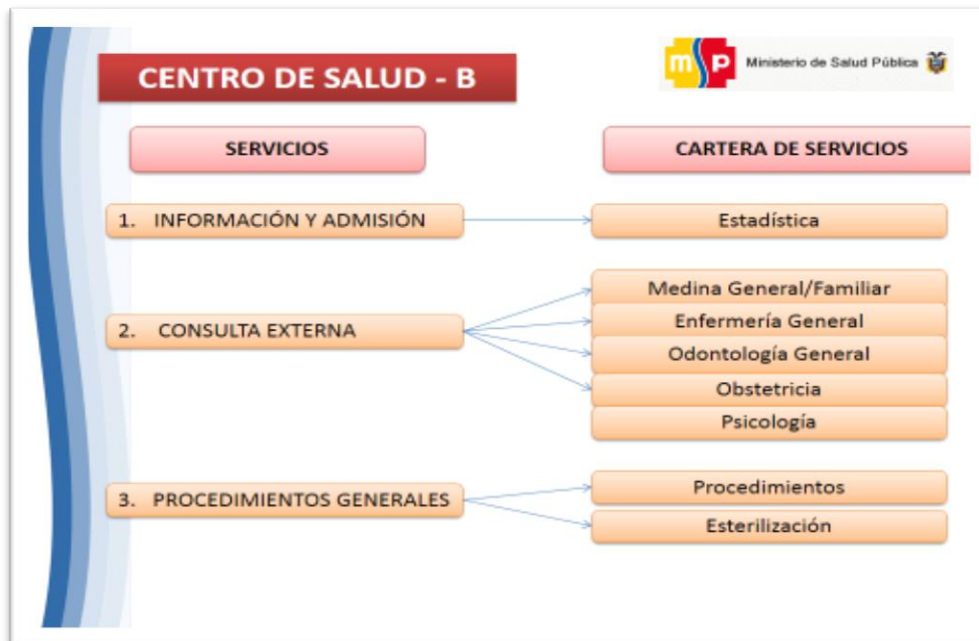 CENTRO DE SALUD - B
msp Ministerio de Salud Pública
SERVICIOS
CARTERA DE SERVICIOS
1. INFORMACIÓN Y ADMISIÓN
Estadística
2. CONSULTA EXTERNA
Medina General/Familiar
Enfermería General
Odontología General
Obstetricia
Psicología
3. PROCEDIMIENTOS GENERALES
Procedimientos
Esterilización